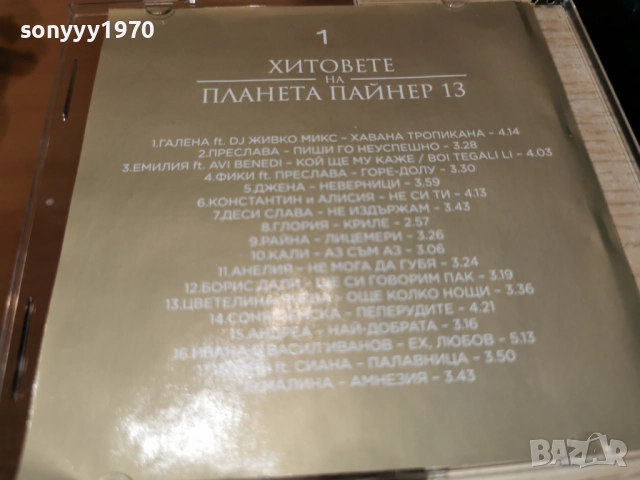 sonyyy1970
1
ХИТОВЕТЕ
НА
ПЛАНЕТА ПАЙНЕР 13
1.ГАЛЕНА ft. DJ ЖИВКО МИКС – ХАВАНА ТРОПИКАНА – 4.14
2.ПРЕСЛАВА – ПИШИ ГО НЕУСПЕШНО – 3.28
3.ЕМИЛИЯ ft. AVI BENEDI – КОЙ ЩЕ МУ КАЖЕ / BOI TEGALI LI – 4.03
4.ФИКИ ft. ПРЕСЛАВА – ГОРЕ-ДОЛУ – 3.30
5.ДЖЕНА – НЕВЕРНИЦИ – 3.59
6.КОНСТАНТИН и АЛИСИЯ – НЕ СИ ТИ – 4.13
7.ДЕСИ СЛАВА – НЕ ИЗДЪРЖАМ – 3.43
8.ГЛОРИЯ – КРИЛЕ – 2.57
9.РАЙНА – ЛИЦЕМЕРИ – 3.26
10.КАЛИ – АЗ СЪМ АЗ – 3.06
11.АНЕЛИЯ – НЕ МОГА ДА ГУБЯ – 3.24
12.БОРИС ДАЛИ – СИ ГОВОРИМ ПАК – 3.19
13.ЦВЕТЕЛИНА – ОЩЕ КОЛКО НОЩИ – 3.36
14. – ПЕПЕРУДИТЕ – 4.21
15.АНДРЕА – НАЙ-ДОБРАТА – 3.16
16.ИВАНА ВАСИЛ ИВАНОВ – ЕХ, ЛЮБОВ – 5.13
ft. СИАНА – ПАЛАВНИЦА – 3.50
МАЛИНА – АМНЕЗИЯ – 3.43
bazar.bg